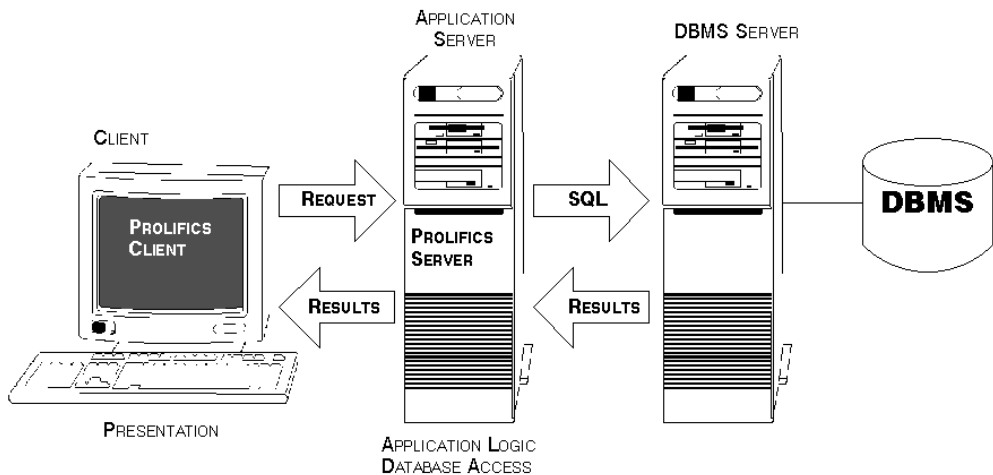 APPLICATION
SERVER
DBMS SERVER
CLIENT
PROLIFICS
CLIENT
REQUEST
PROLIFICS
SERVER
SQL
DBMS
RESULTS
RESULTS
PRESENTATION
APPLICATION LOGIC
DATABASE ACCESS